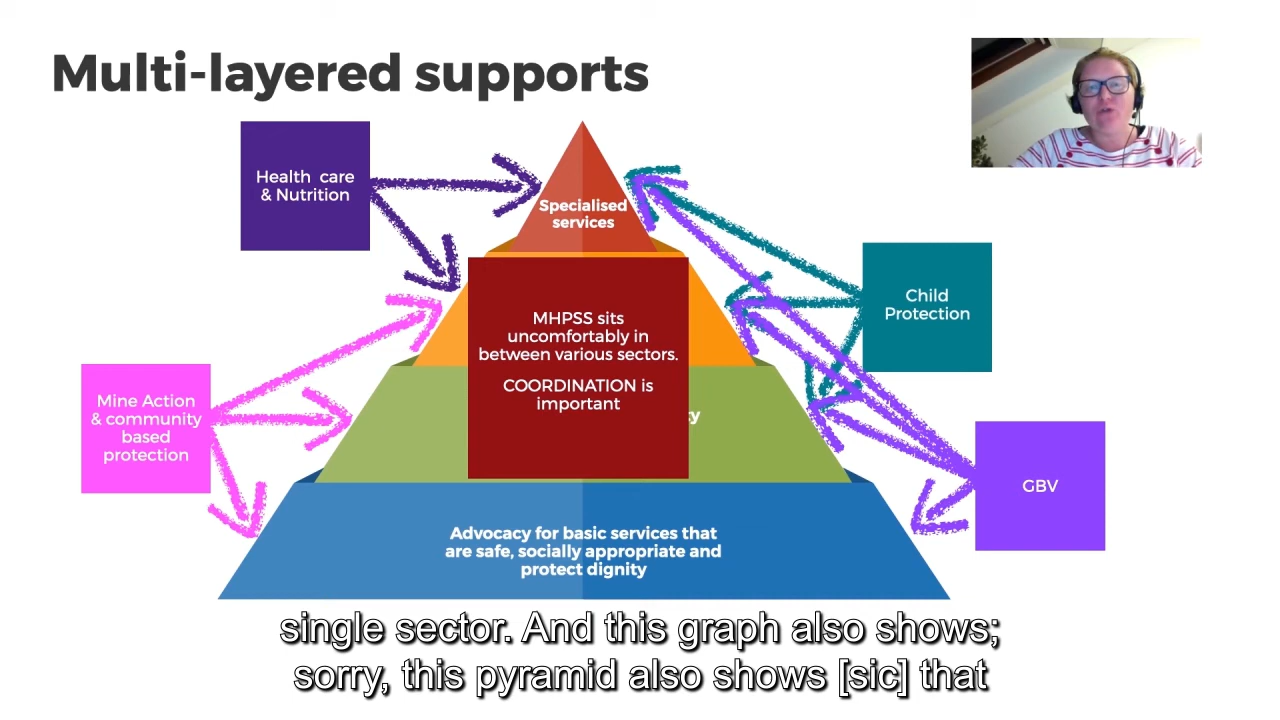 Multi-layered supports
Health care
& Nutrition
Specialised
services
Child
Protection
MHPSS sits
uncomfortably in
between various sectors.
COORDINATION is
important
Mine Action
& community
based
protection
GBV
Advocacy for basic services that
are safe, socially appropriate and
protect dignity
single sector. And this graph also shows;
sorry, this pyramid also shows [sic] that